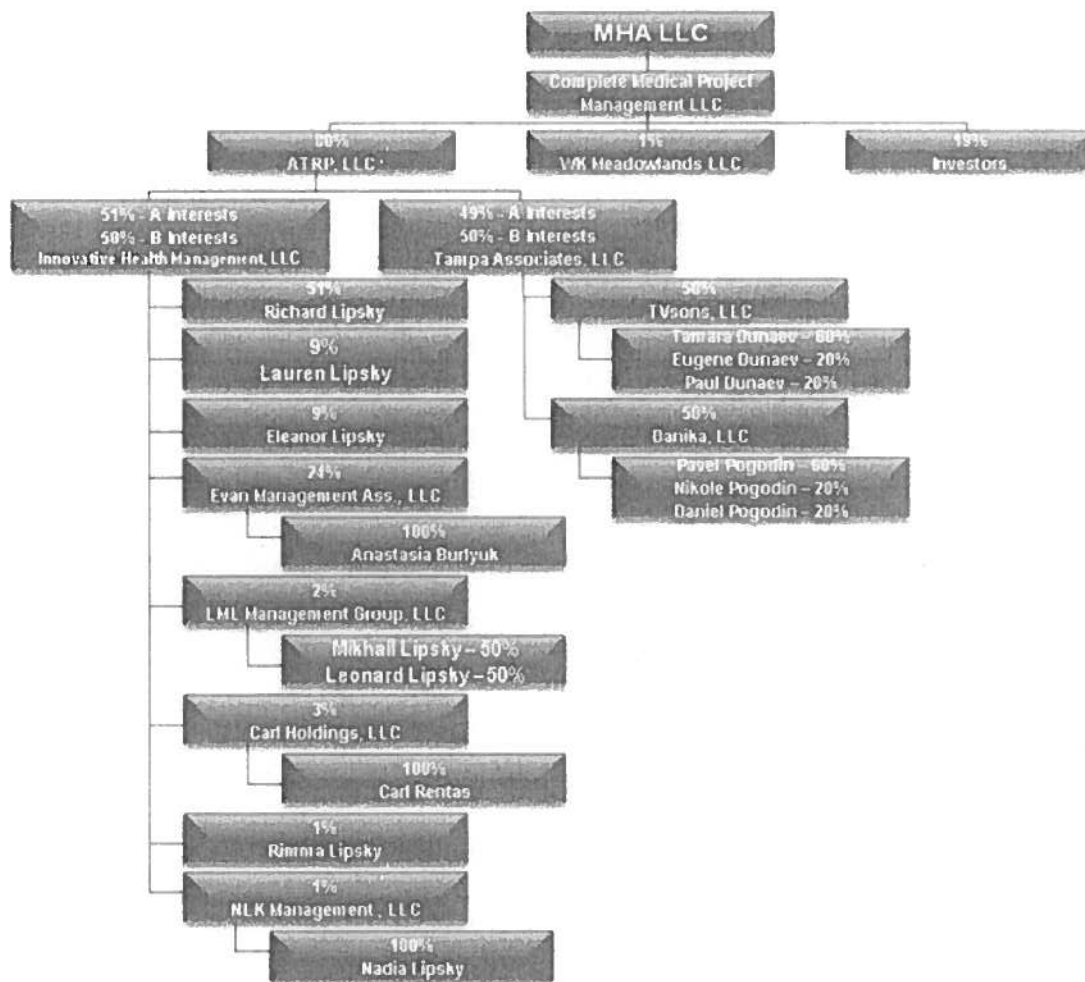 MHA LLC
Complete Medical Project
Management LLC
80%
ATRP, LLC
1%
WK Meadowlands LLC
19%
Investors
51% - A Interests
50% - B Interests
Innovative Health Management, LLC
49% - A Interests
50% - B Interests
Tampa Associates, LLC
51%
Richard Lipsky
9%
Lauren Lipsky
9%
Eleanor Lipsky
24%
Evan Management Ass., LLC
100%
Anastasia Burlyuk
2%
LML Management Group, LLC
Mikhail Lipsky – 50%
Leonard Lipsky – 50%
3%
Carl Holdings, LLC
100%
Carl Rentas
1%
Rimma Lipsky
1%
NLK Management , LLC
100%
Nadia Lipsky
50%
TVsons, LLC
Tamara Dunaev – 60%
Eugene Dunaev – 20%
Paul Dunaev – 20%
50%
Danika, LLC
Pavel Pogodin – 60%
Nikole Pogodin – 20%
Daniel Pogodin – 20%